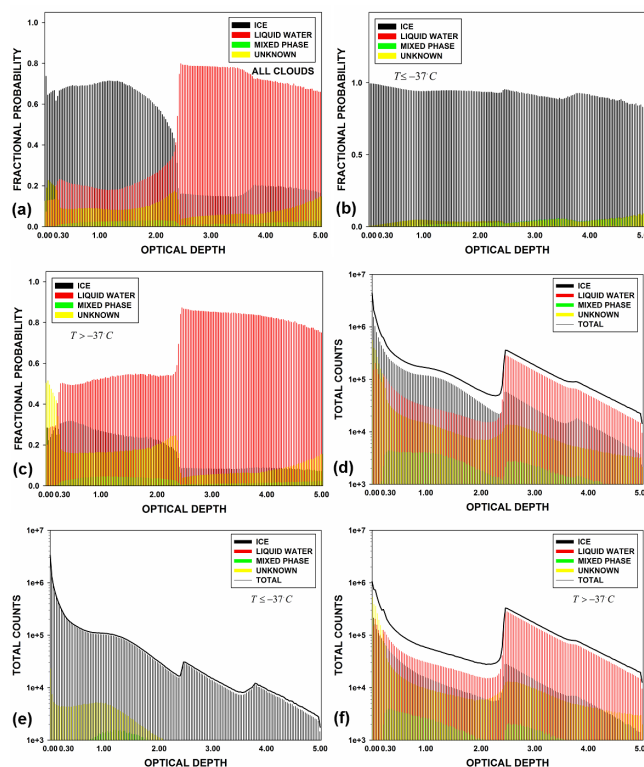 ICE
LIQUID WATER
MIXED PHASE
UNKNOWN
ALL CLOUDS
FRACTIONAL PROBABILITY
1.0
0.8
0.6
0.4
0.2
0.0
(a)
0.000 0.30 1.00 2.00 3.00 4.00 5.00
OPTICAL DEPTH
ICE
LIQUID WATER
MIXED PHASE
UNKNOWN
T ≤ −37 C
FRACTIONAL PROBABILITY
1.0
0.5
0.0
(b)
0.000 0.30 1.00 2.00 3.00 4.00 5.0
OPTICAL DEPTH
ICE
LIQUID WATER
MIXED PHASE
UNKNOWN
T > −37 C
FRACTIONAL PROBABILITY
1.0
0.8
0.6
0.4
0.2
0.0
(c)
0.000 0.30 1.00 2.00 3.00 4.00 5.00
OPTICAL DEPTH
ICE
LIQUID WATER
MIXED PHASE
UNKNOWN
TOTAL
TOTAL COUNTS
1e+7
1e+6
1e+5
1e+4
1e+3
(d)
0.00 0.30 1.00 2.00 3.00 4.00 5.0
OPTICAL DEPTH
ICE
LIQUID WATER
MIXED PHASE
UNKNOWN
TOTAL
T ≤ −37 C
TOTAL COUNTS
1e+7
1e+6
1e+5
1e+4
1e+3
(e)
0.00 0.30 1.00 2.00 3.00 4.00 5.00
OPTICAL DEPTH
ICE
LIQUID WATER
MIXED PHASE
UNKNOWN
TOTAL
T > −37 C
TOTAL COUNTS
1e+7
1e+6
1e+5
1e+4
1e+3
(f)
0.00 0.30 1.00 2.00 3.00 4.00 5.0
OPTICAL DEPTH